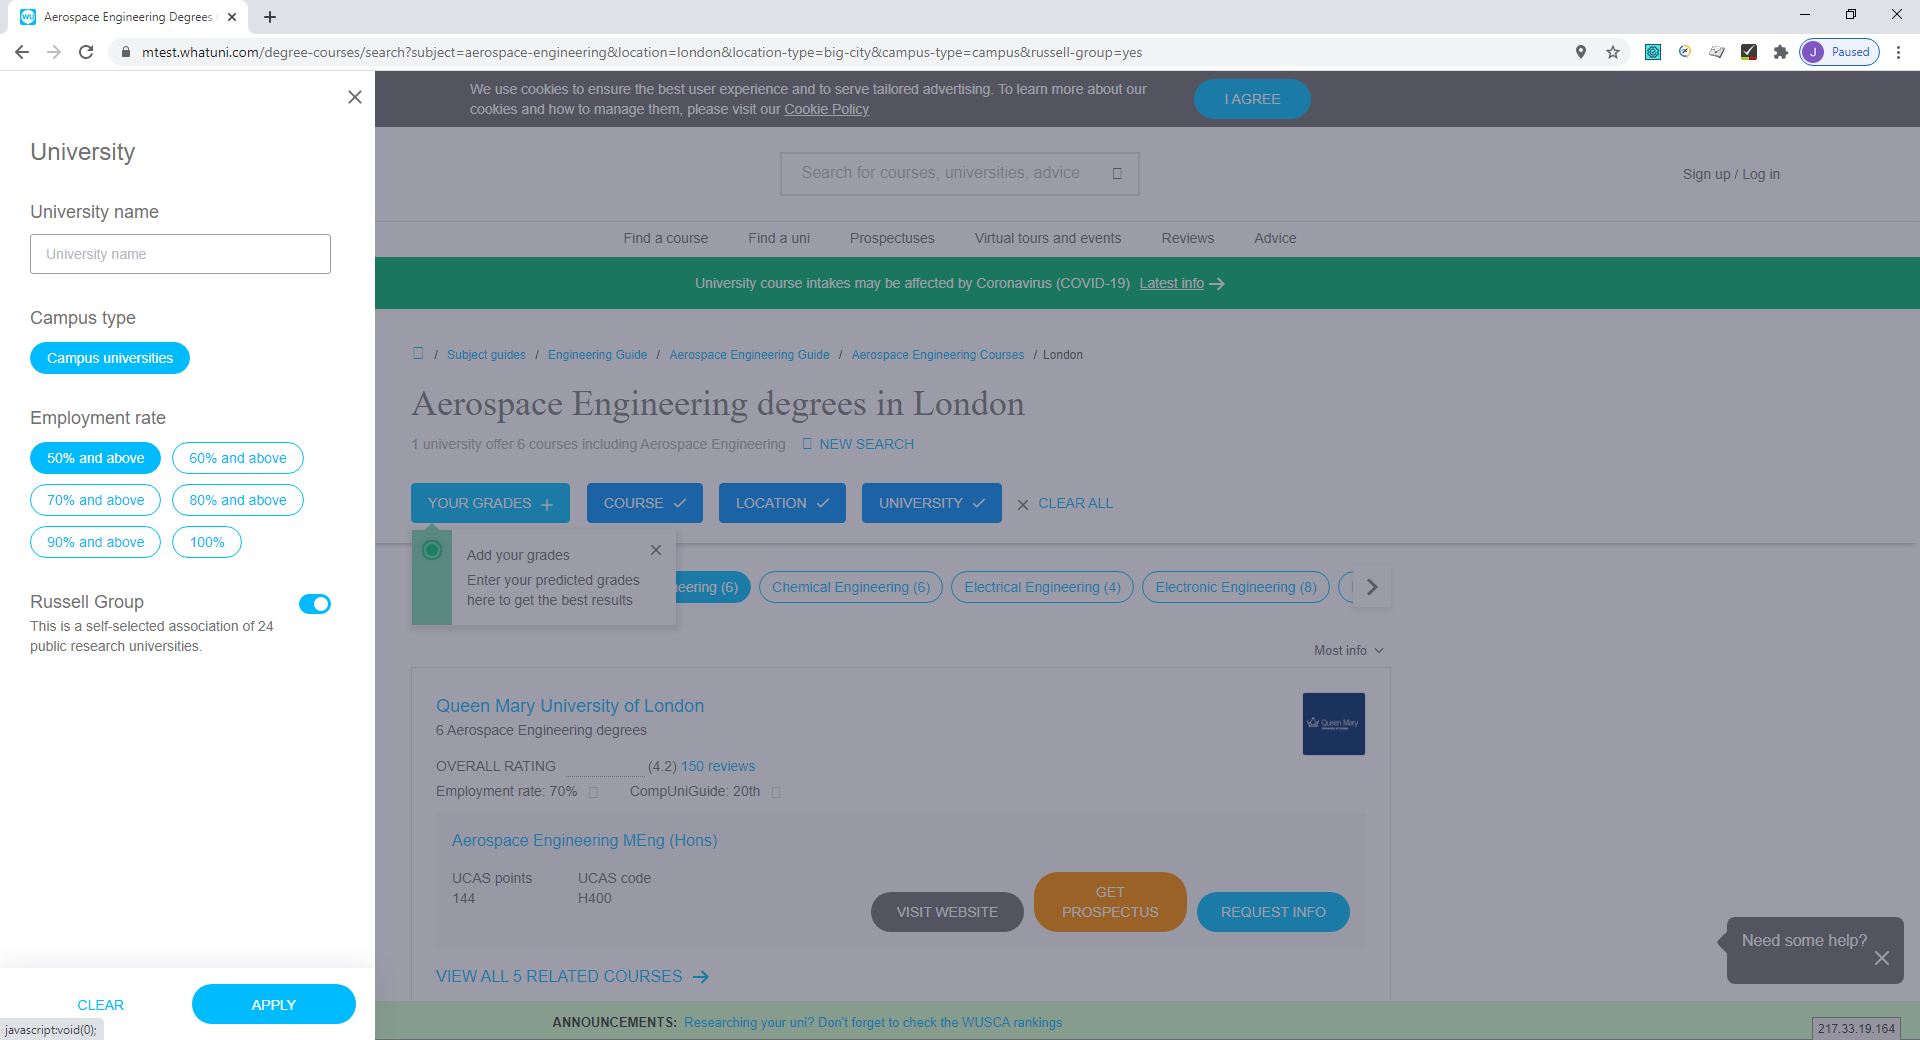 Aerospace Engineering Degrees
mtest.whatuni.com/degree-courses/search?subject=aerospace-engineering&location=london&location-type=big-city&campus-type=campus&russell-group=yes
J Paused
University
University name
University name
Campus type
Campus universities
Employment rate
50% and above
60% and above
70% and above
80% and above
90% and above
100%
Russell Group
This is a self-selected association of 24
public research universities.
CLEAR
APPLY
javascript:void(0);
We use cookies to ensure the best user experience and to serve tailored advertising. To learn more about our
cookies and how to manage them, please visit our Cookie Policy
I AGREE
Search for courses, universities, advice
Sign up / Log in
Find a course
Find a uni
Prospectuses
Virtual tours and events
Reviews
Advice
University course intakes may be affected by Coronavirus (COVID-19) Latest info
/ Subject guides / Engineering Guide / Aerospace Engineering Guide / Aerospace Engineering Courses / London
Aerospace Engineering degrees in London
1 university offer 6 courses including Aerospace Engineering
NEW SEARCH
YOUR GRADES
COURSE
LOCATION
UNIVERSITY
CLEAR ALL
Add your grades
Enter your predicted grades
here to get the best results
eering (6)
Chemical Engineering (6)
Electrical Engineering (4)
Electronic Engineering (8)
Most info
Queen Mary University of London
6 Aerospace Engineering degrees
Queen Mary
OVERALL RATING (4.2) 150 reviews
Employment rate: 70%
CompUniGuide: 20th
Aerospace Engineering MEng (Hons)
UCAS points
144
UCAS code
H400
VISIT WEBSITE
GET
PROSPECTUS
REQUEST INFO
VIEW ALL 5 RELATED COURSES
Need some help?
ANNOUNCEMENTS: Researching your uni? Don't forget to check the WUSCA rankings
217.33.19.164